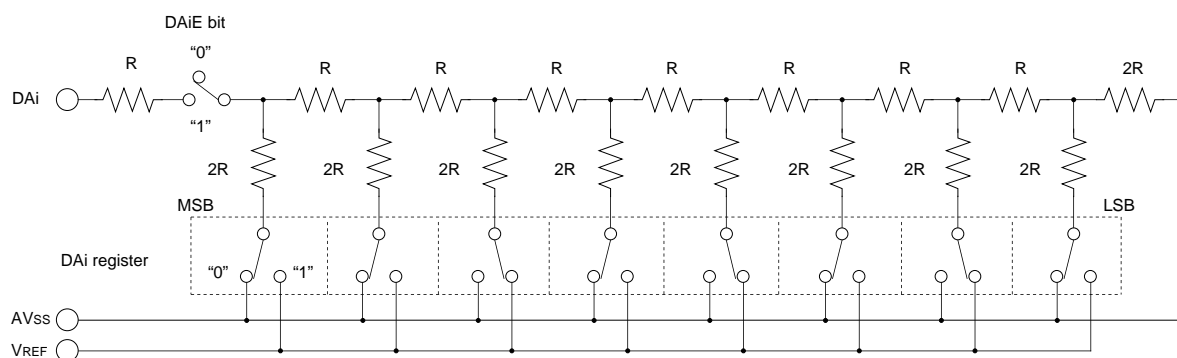 DAiE bit
“0”
R
R
R
R
R
R
R
R
2R
DAi
“1”
2R
2R
2R
2R
2R
2R
2R
2R
MSB
LSB
DAi register
“0”
“1”
AVSS
VREF